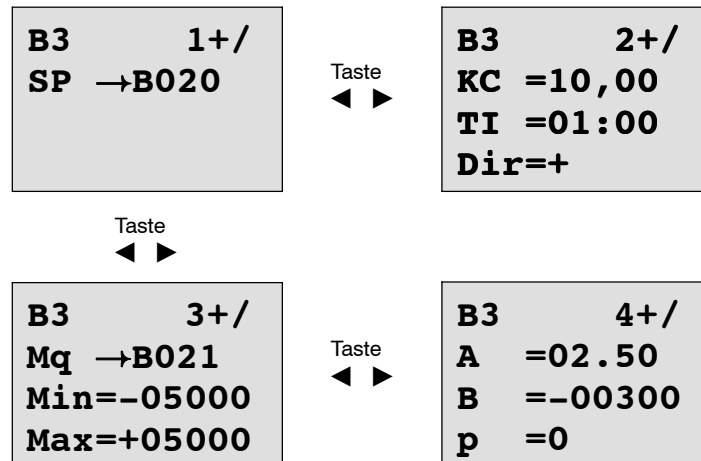 B3 1+/
SP →B020
Taste
◄ ►
B3 2+/
KC =10,00
TI =01:00
Dir=+
Taste
◄ ►
B3 3+/
Mq →B021
Min=-05000
Max=+05000
Taste
◄ ►
B3 4+/
A =02.50
B =-00300
p =0